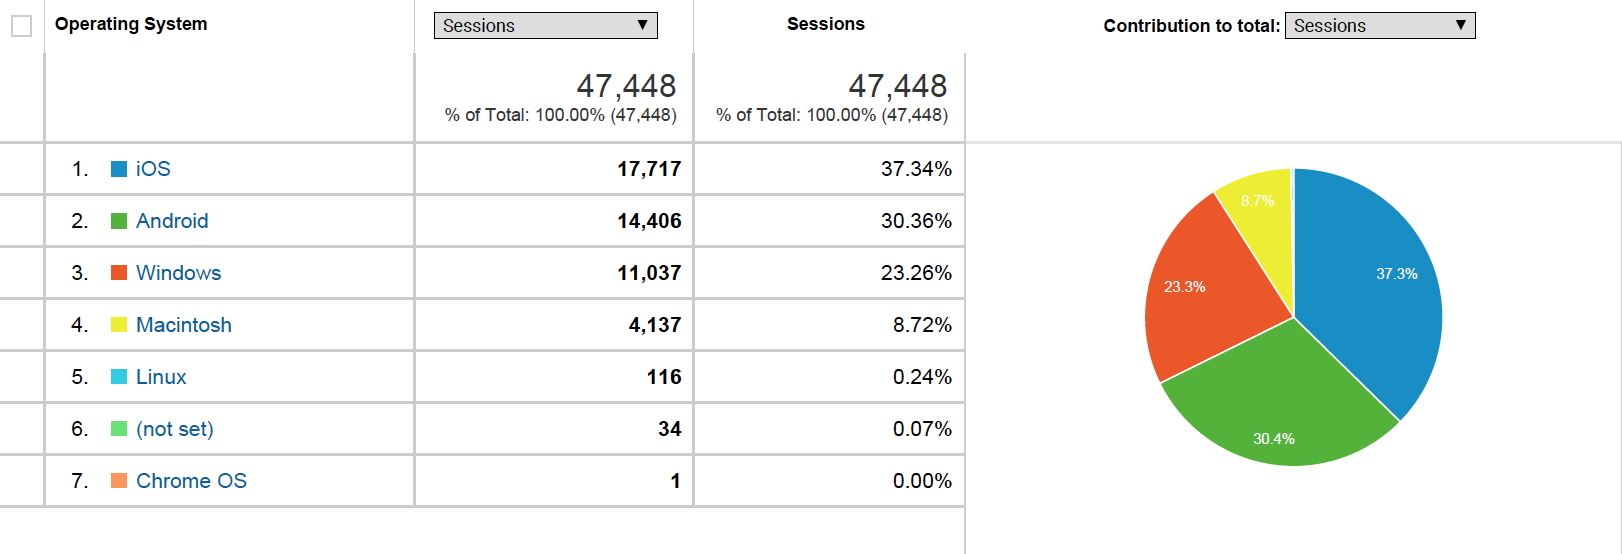 Operating System Sessions ▼ Sessions Contribution to total: Sessions ▼
47,448 47,448
% of Total: 100.00% (47,448) % of Total: 100.00% (47,448)
1. iOS 17,717 37.34%
2. Android 14,406 30.36%
3. Windows 11,037 23.26%
4. Macintosh 4,137 8.72%
5. Linux 116 0.24%
6. (not set) 34 0.07%
7. Chrome OS 1 0.00%
8.7%
37.3%
23.3%
30.4%